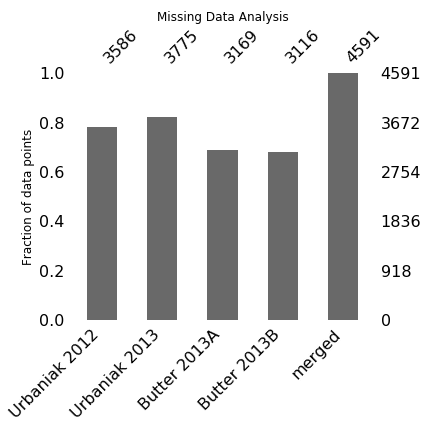 Missing Data Analysis
3586 3775 3169 3116 4591
1.0 4591
0.8 3672
0.6 2754
0.4 1836
0.2 918
0.0 0
Fraction of data points
Urbaniak 2012
Urbaniak 2013
Butter 2013A
Butter 2013B
merged